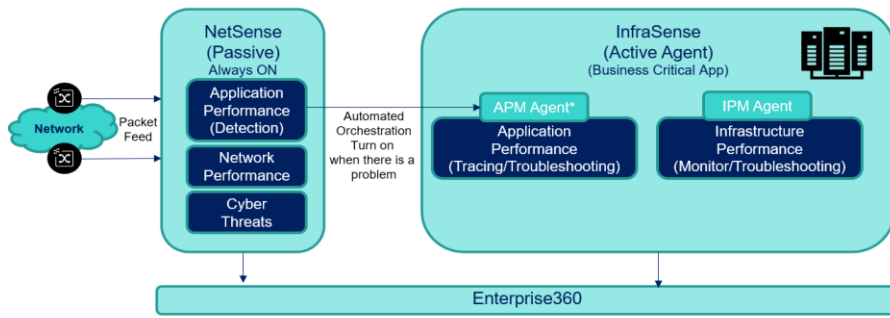 NetSense
(Passive)
Always ON
Application
Performance
(Detection)
Network
Performance
Cyber
Threats
Network
Packet
Feed
Automated
Orchestration
Turn on
when there is a
problem
InfraSense
(Active Agent)
(Business Critical App)
APM Agent*
Application
Performance
(Tracing/Troubleshooting)
IPM Agent
Infrastructure
Performance
(Monitor/Troubleshooting)
Enterprise360